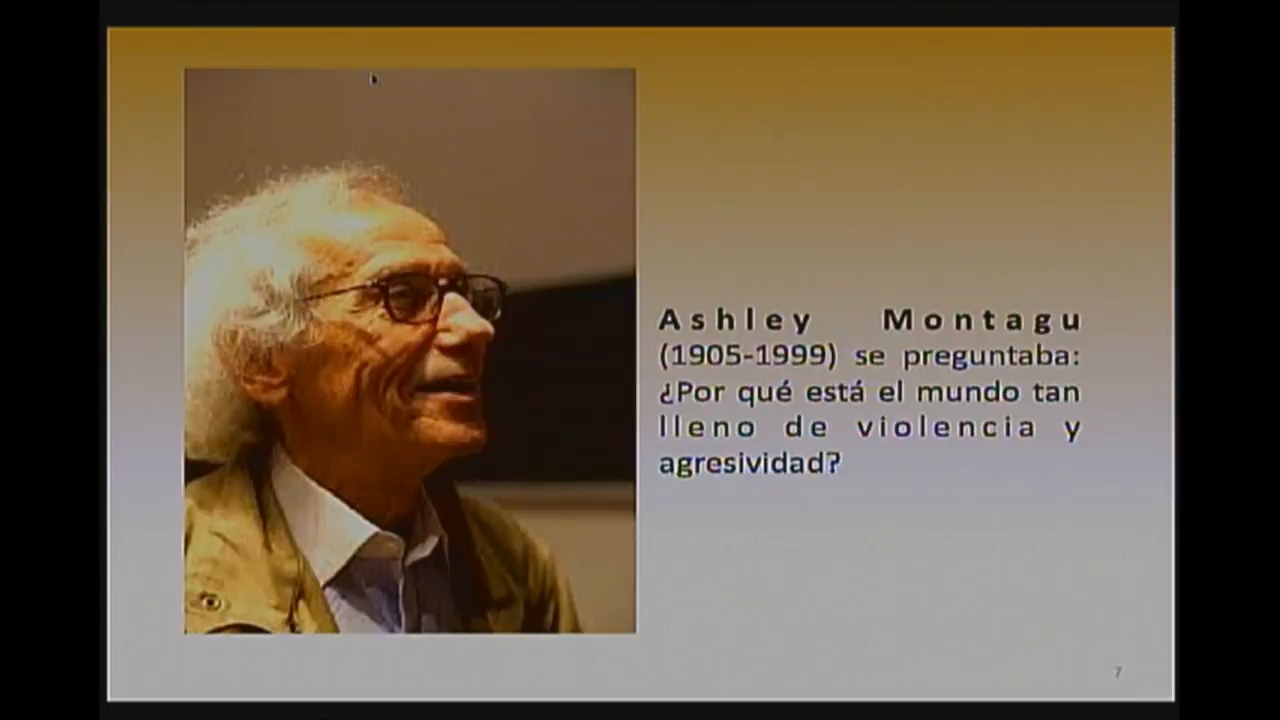 Ashley Montagu
(1905-1999) se preguntaba:
¿Por qué está el mundo tan
lleno de violencia y
agresividad?
7